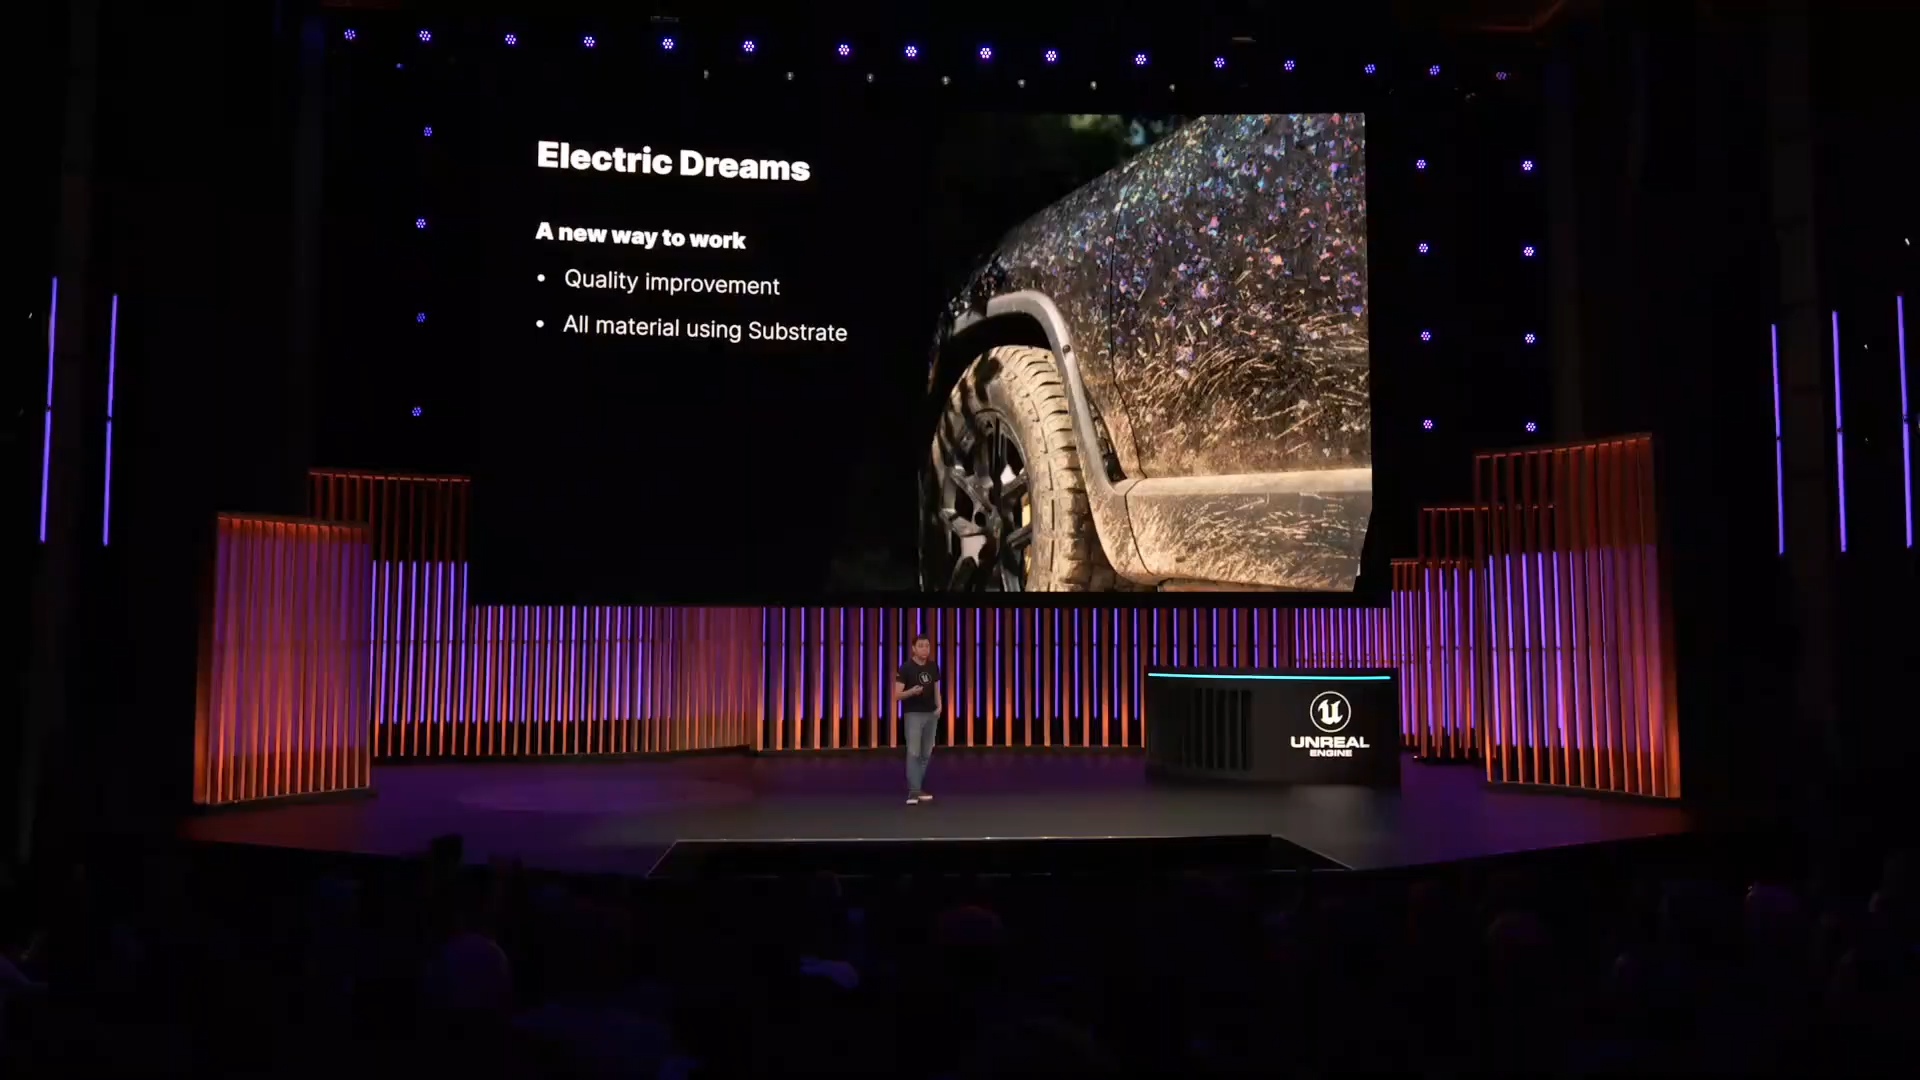 Electric Dreams
A new way to work
• Quality improvement
• All material using Substrate
UNREAL
ENGINE